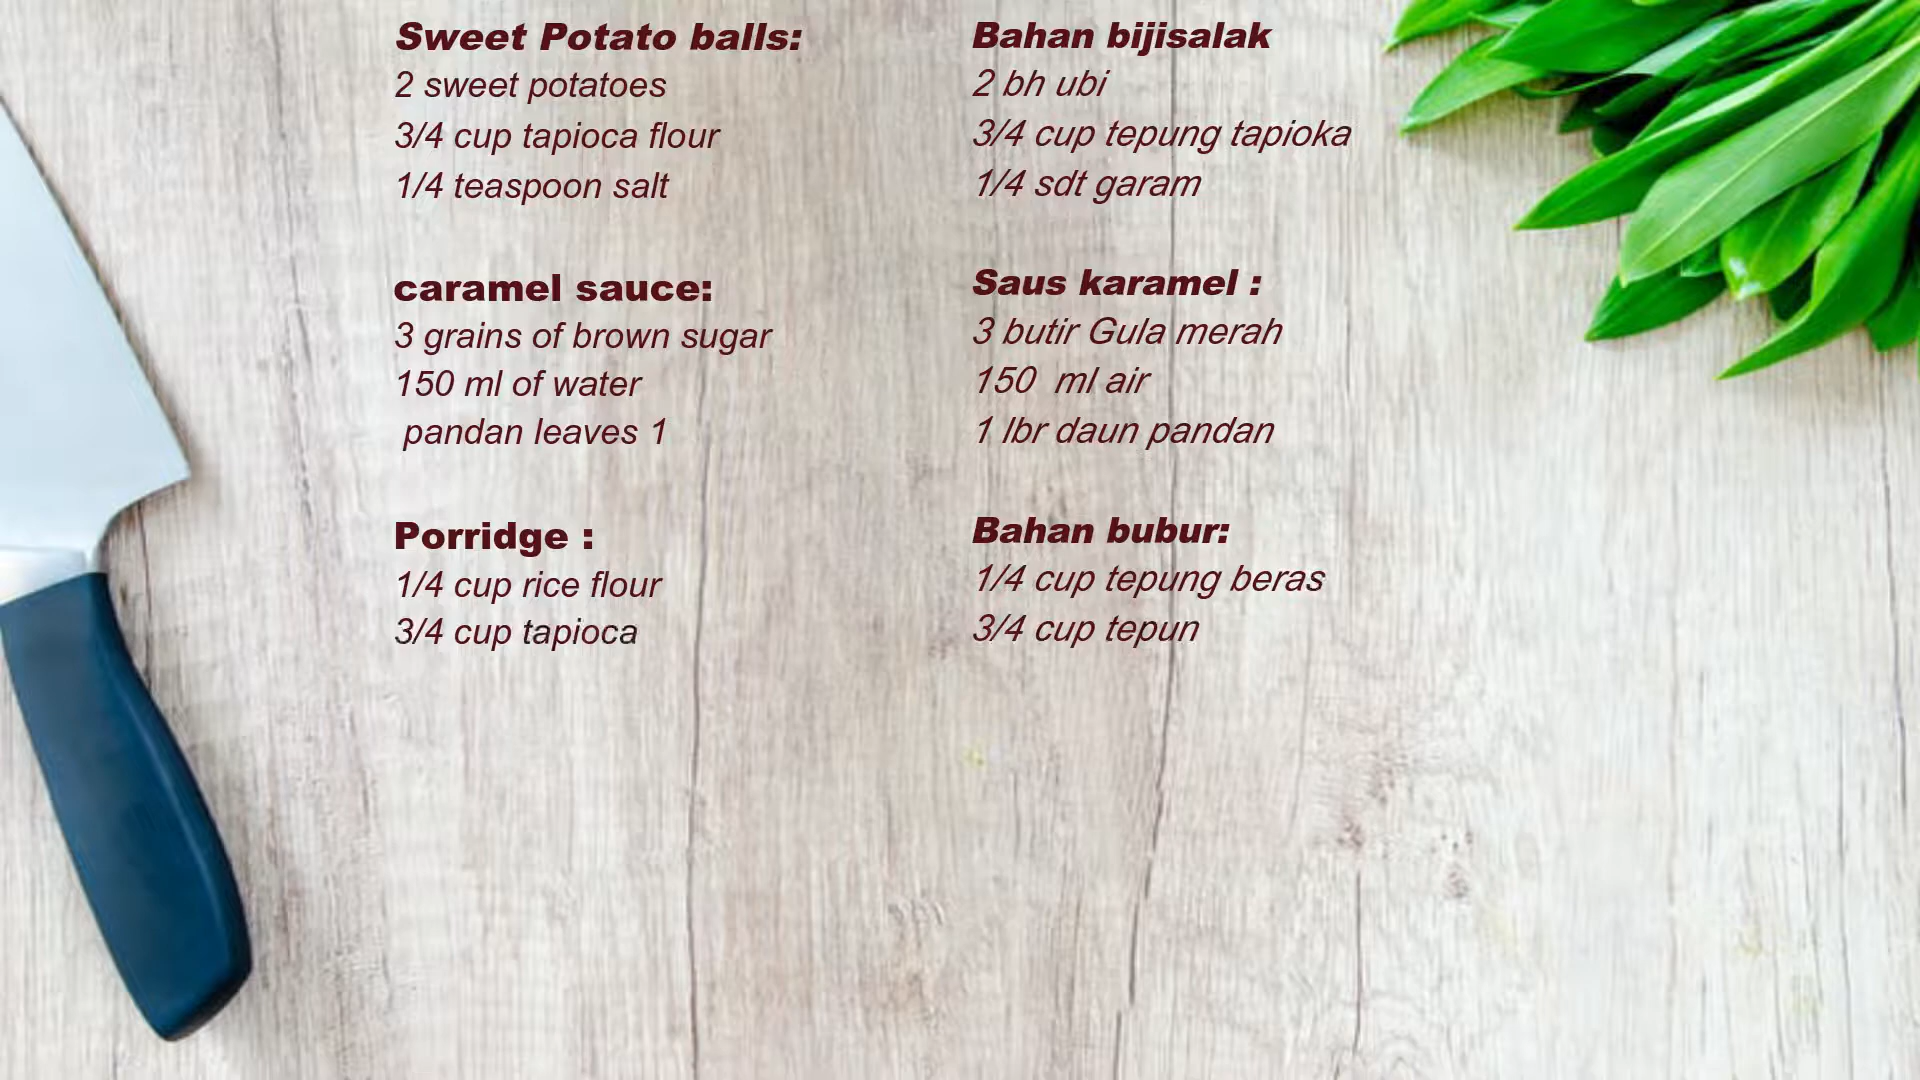 Sweet Potato balls:
2 sweet potatoes
3/4 cup tapioca flour
1/4 teaspoon salt
caramel sauce:
3 grains of brown sugar
150 ml of water
pandan leaves 1
Porridge :
1/4 cup rice flour
3/4 cup tapioca
Bahan bijisalak
2 bh ubi
3/4 cup tepung tapioka
1/4 sdt garam
Saus karamel :
3 butir Gula merah
150 ml air
1 lbr daun pandan
Bahan bubur:
1/4 cup tepung beras
3/4 cup tepun